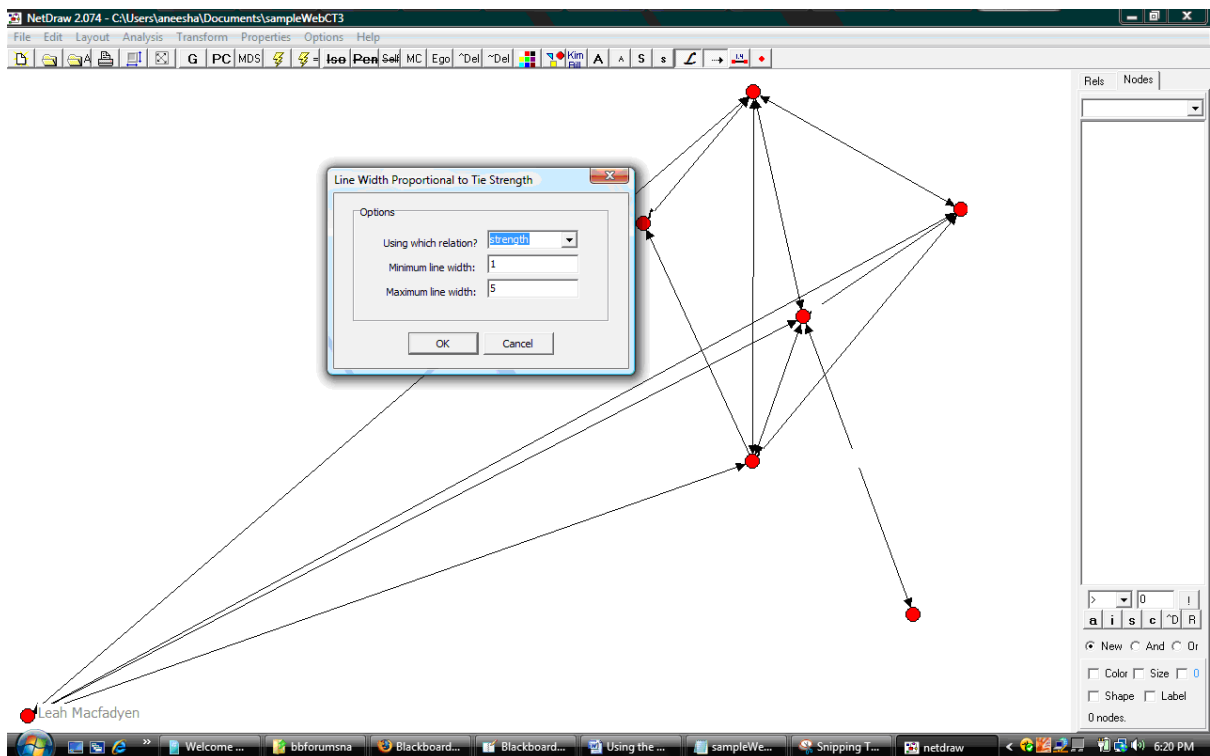 NetDraw 2.074 - C:\Users\aneesha\Documents\sampleWebCT3
File Edit Layout Analysis Transform Properties Options Help
G PC MDS = Iso Pen Self MC Ego ^Del ~Del Kim Bill A A S s L →
Rels Nodes
Line Width Proportional to Tie Strength
Options
Using which relation? strength
Minimum line width: 1
Maximum line width: 5
OK Cancel
> 0 !
a i s c ^D R
New And Or
Color Size 0
Shape Label
0 nodes.
Leah Macfadyen
Welcome ... bbforumsna Blackboard... Blackboard... Using the ... sampleWe... Snipping T... netdraw 6:20 PM